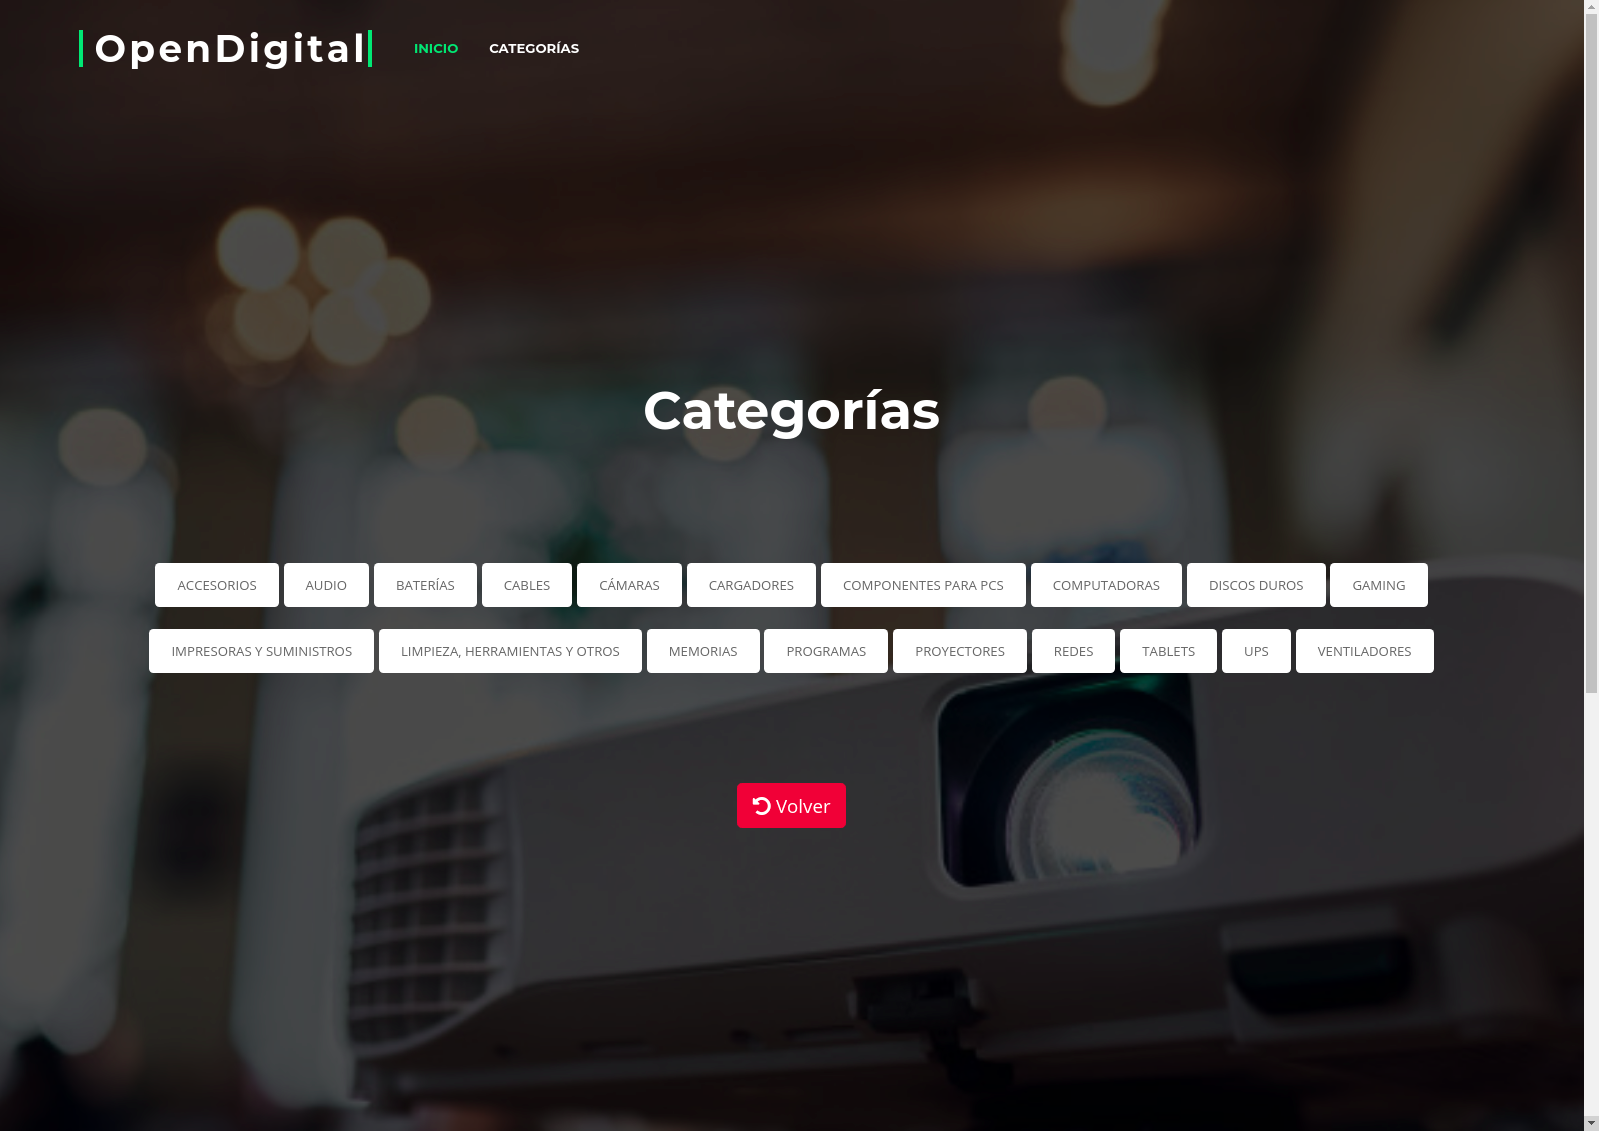 OpenDigital INICIO CATEGORÍAS
Categorías
ACCESORIOS AUDIO BATERÍAS CABLES CÁMARAS CARGADORES COMPONENTES PARA PCS COMPUTADORAS DISCOS DUROS GAMING
IMPRESORAS Y SUMINISTROS LIMPIEZA, HERRAMIENTAS Y OTROS MEMORIAS PROGRAMAS PROYECTORES REDES TABLETS UPS VENTILADORES
Volver